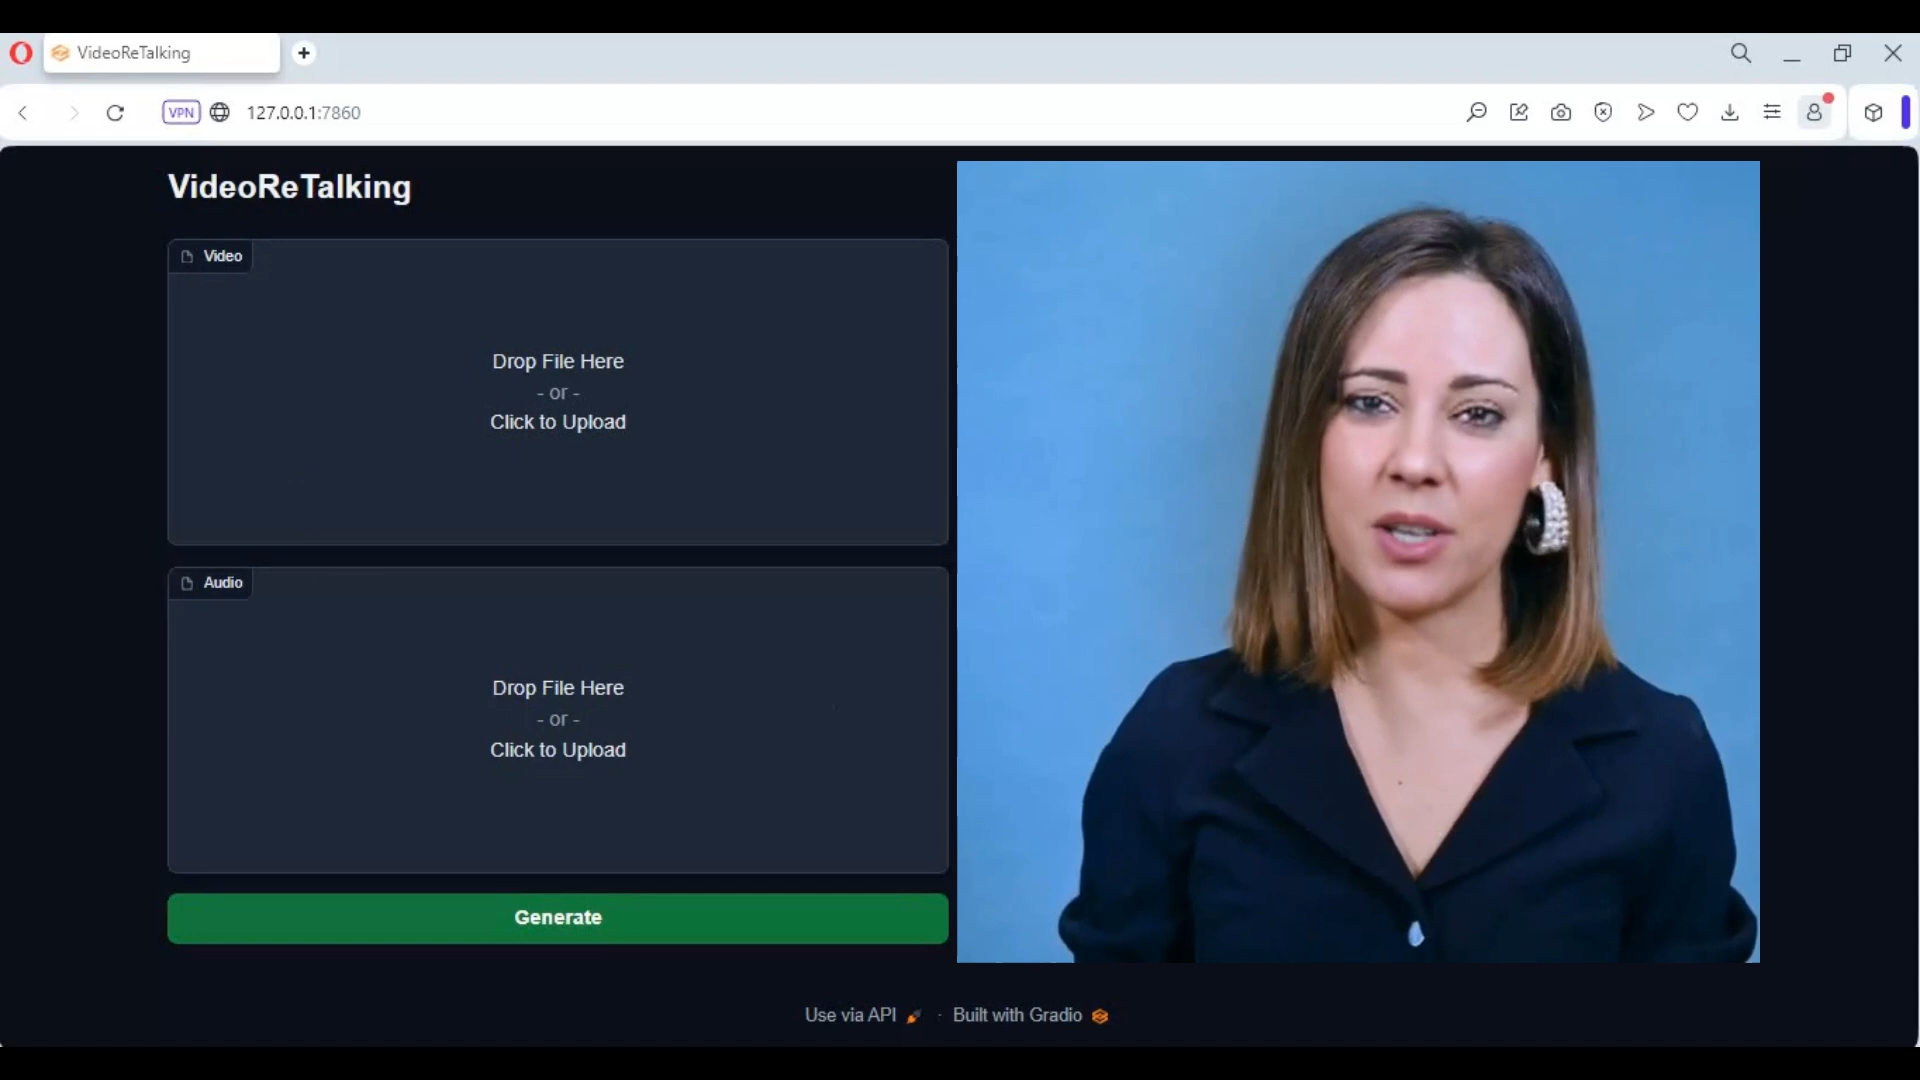 VideoReTalking
VPN
127.0.0.1:7860
VideoReTalking
Video
Drop File Here
- or -
Click to Upload
Audio
Drop File Here
- or -
Click to Upload
Generate
Use via API · Built with Gradio